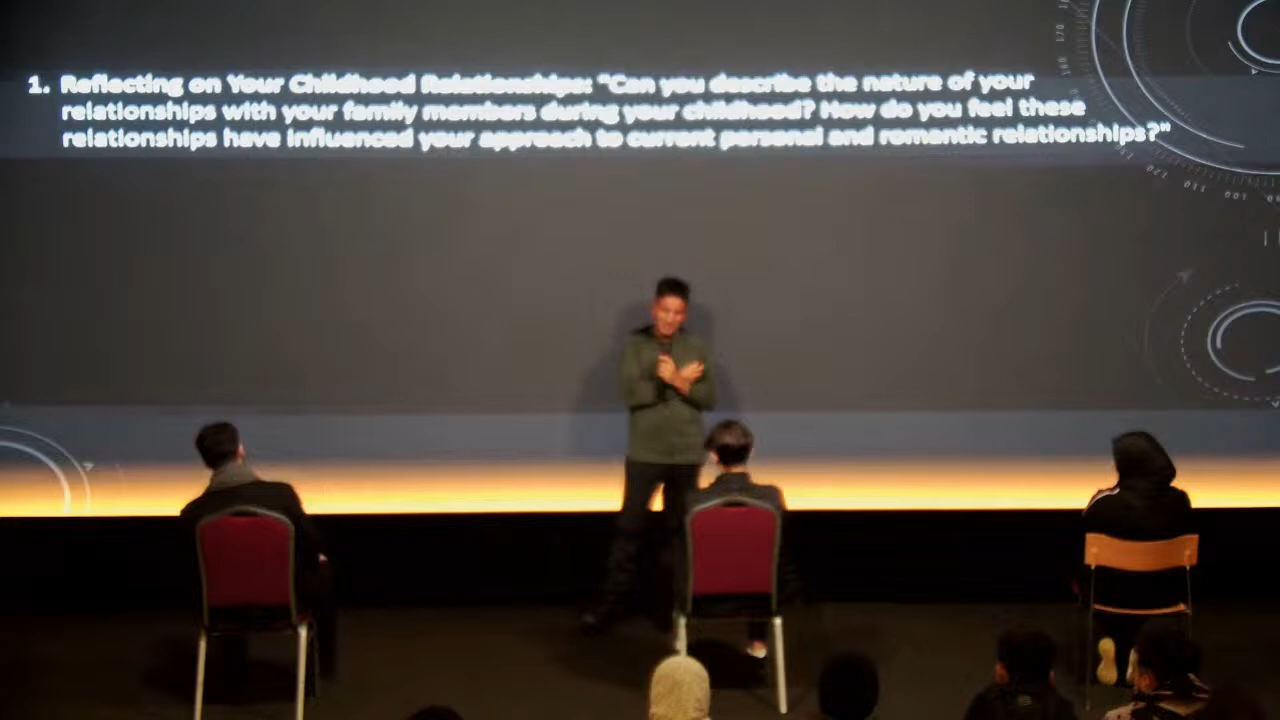 1. Reflecting on Your Childhood Relationships: "Can you describe the nature of your
relationships with your family members during your childhood? How do you feel these
relationships have influenced your approach to current personal and romantic relationships?"